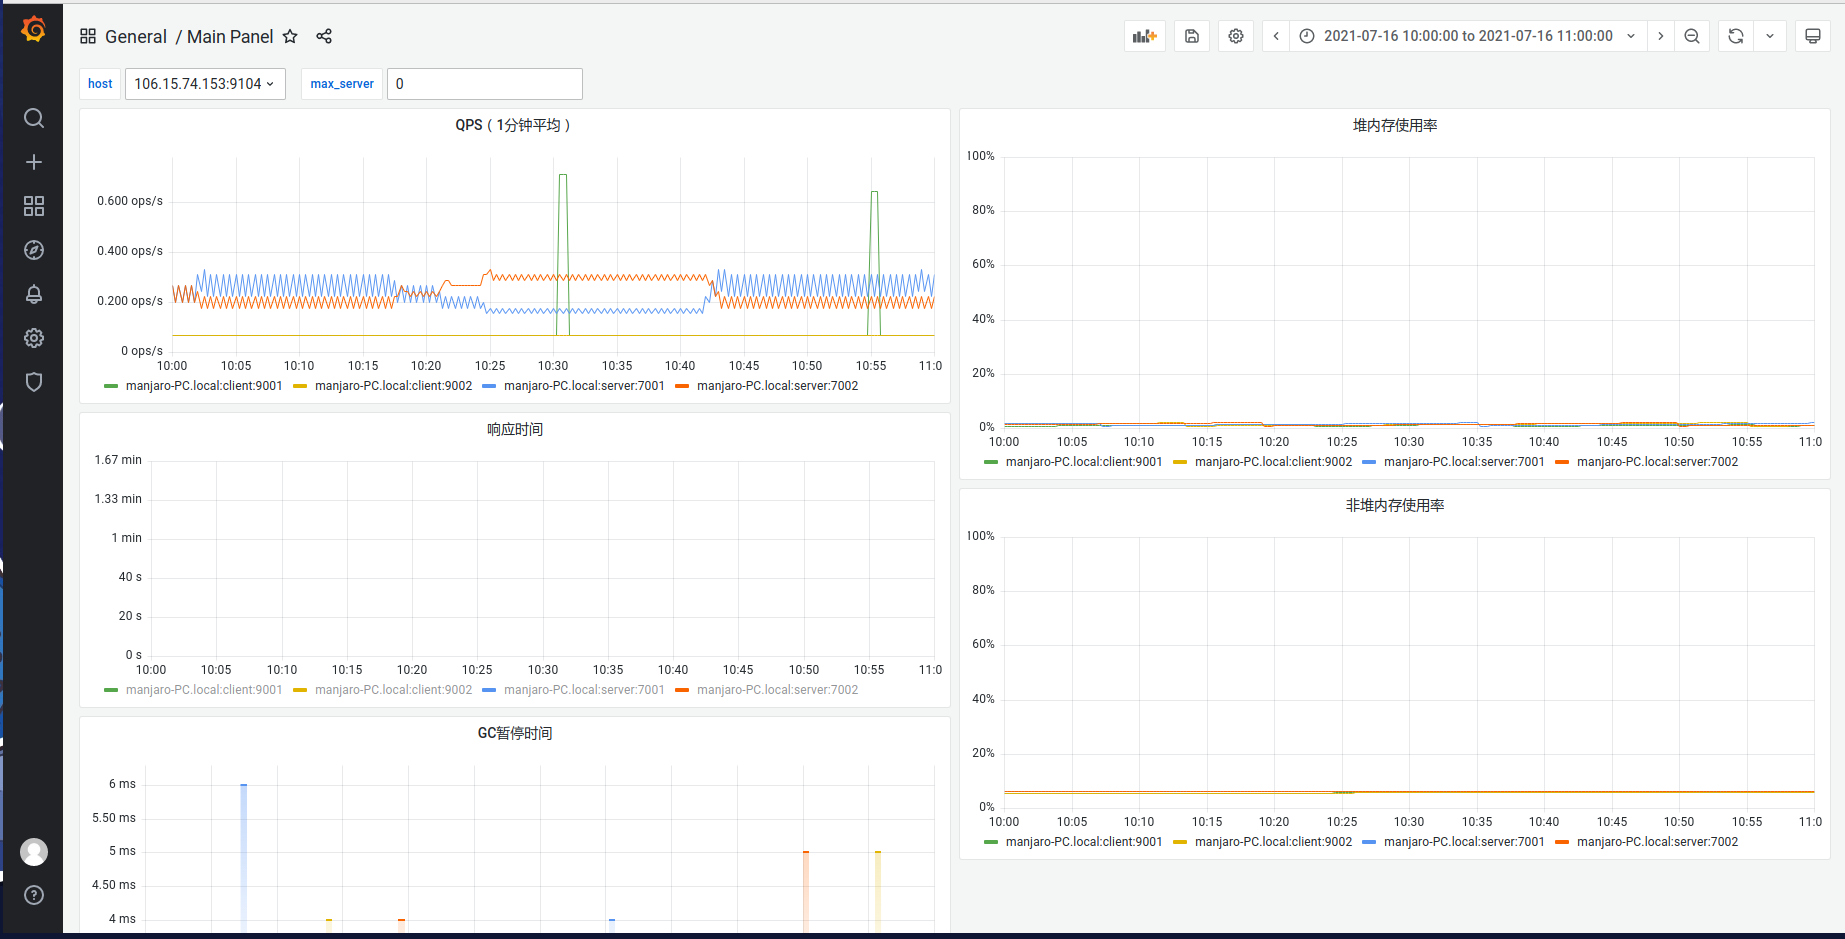 General / Main Panel
2021-07-16 10:00:00 to 2021-07-16 11:00:00
host 106.15.74.153:9104 max_server 0
QPS（1分钟平均）
0.600 ops/s
0.400 ops/s
0.200 ops/s
0 ops/s
10:00 10:05 10:10 10:15 10:20 10:25 10:30 10:35 10:40 10:45 10:50 10:55 11:0
manjaro-PC.local:client:9001 manjaro-PC.local:client:9002 manjaro-PC.local:server:7001 manjaro-PC.local:server:7002
响应时间
1.67 min
1.33 min
1 min
40 s
20 s
0 s
10:00 10:05 10:10 10:15 10:20 10:25 10:30 10:35 10:40 10:45 10:50 10:55 11:0
manjaro-PC.local:client:9001 manjaro-PC.local:client:9002 manjaro-PC.local:server:7001 manjaro-PC.local:server:7002
GC暂停时间
6 ms
5.50 ms
5 ms
4.50 ms
4 ms
堆内存使用率
100%
80%
60%
40%
20%
0%
10:00 10:05 10:10 10:15 10:20 10:25 10:30 10:35 10:40 10:45 10:50 10:55 11:0
manjaro-PC.local:client:9001 manjaro-PC.local:client:9002 manjaro-PC.local:server:7001 manjaro-PC.local:server:7002
非堆内存使用率
100%
80%
60%
40%
20%
0%
10:00 10:05 10:10 10:15 10:20 10:25 10:30 10:35 10:40 10:45 10:50 10:55 11:0
manjaro-PC.local:client:9001 manjaro-PC.local:client:9002 manjaro-PC.local:server:7001 manjaro-PC.local:server:7002